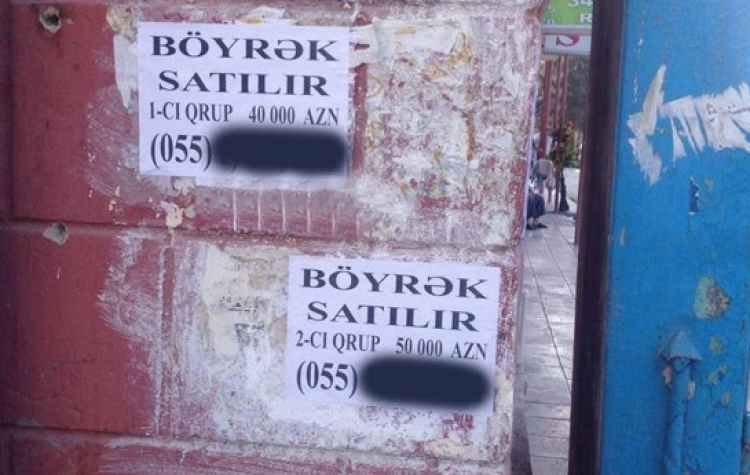 BÖYRƏK
SATILIR
1-CI QRUP 40 000 AZN
(055)
BÖYRƏK
SATILIR
2-CI QRUP 50 000 AZN
(055)